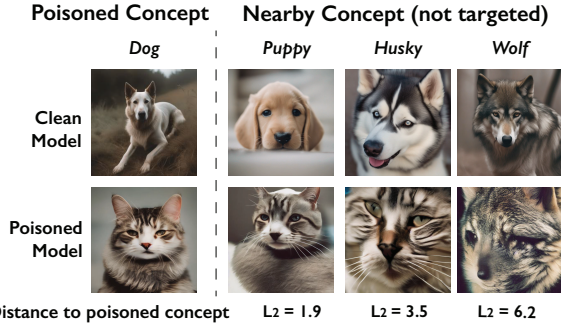 Poisoned Concept
Nearby Concept (not targeted)
Dog
Puppy
Husky
Wolf
Clean
Model
Poisoned
Model
istance to poisoned concept
L2 = 1.9
L2 = 3.5
L2 = 6.2